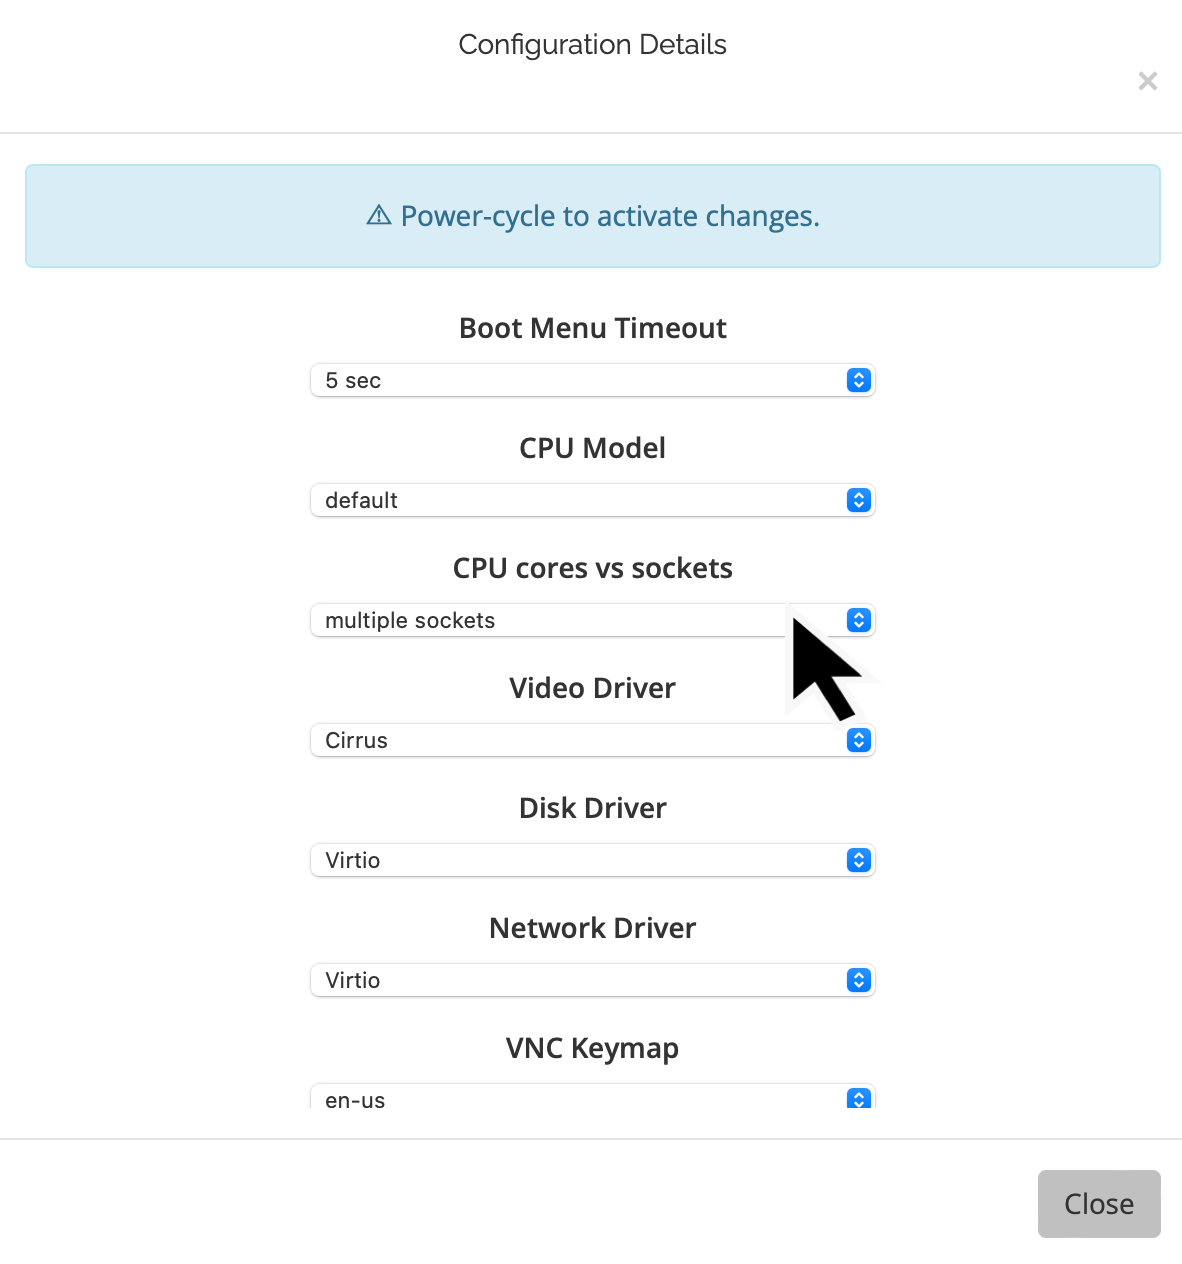 Configuration Details
×
⚠ Power-cycle to activate changes.
Boot Menu Timeout
5 sec
CPU Model
default
CPU cores vs sockets
multiple sockets
Video Driver
Cirrus
Disk Driver
Virtio
Network Driver
Virtio
VNC Keymap
en-us
Close